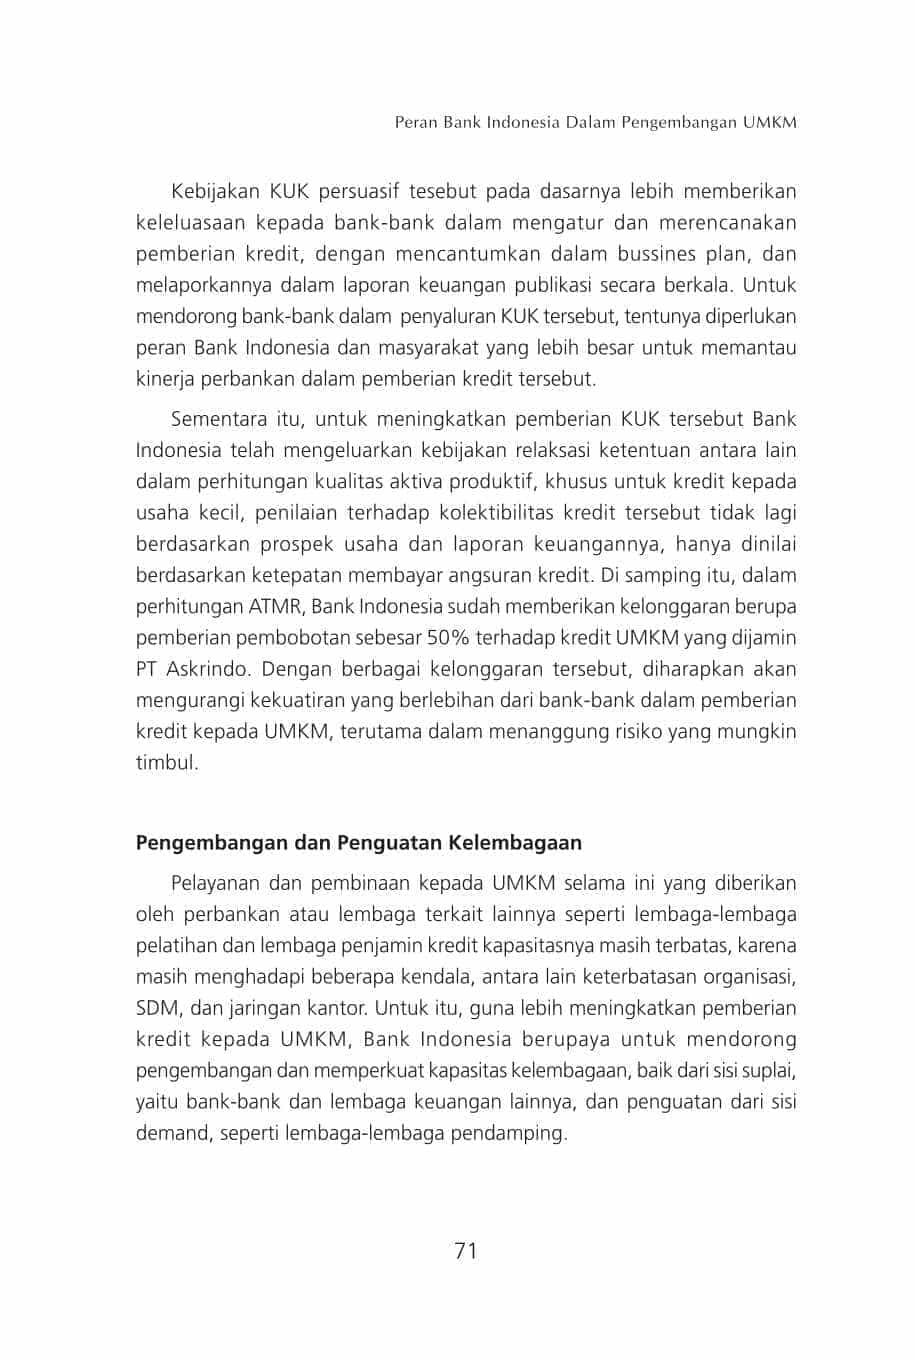 Peran Bank Indonesia Dalam Pengembangan UMKM
Kebijakan KUK persuasif tesebut pada dasarnya lebih memberikan
keleluasaan kepada bank-bank dalam mengatur dan merencanakan
pemberian kredit, dengan mencantumkan dalam bussines plan, dan
melaporkannya dalam laporan keuangan publikasi secara berkala. Untuk
mendorong bank-bank dalam penyaluran KUK tersebut, tentunya diperlukan
peran Bank Indonesia dan masyarakat yang lebih besar untuk memantau
kinerja perbankan dalam pemberian kredit tersebut.
Sementara itu, untuk meningkatkan pemberian KUK tersebut Bank
Indonesia telah mengeluarkan kebijakan relaksasi ketentuan antara lain
dalam perhitungan kualitas aktiva produktif, khusus untuk kredit kepada
usaha kecil, penilaian terhadap kolektibilitas kredit tersebut tidak lagi
berdasarkan prospek usaha dan laporan keuangannya, hanya dinilai
berdasarkan ketepatan membayar angsuran kredit. Di samping itu, dalam
perhitungan ATMR, Bank Indonesia sudah memberikan kelonggaran berupa
pemberian pembobotan sebesar 50% terhadap kredit UMKM yang dijamin
PT Askrindo. Dengan berbagai kelonggaran tersebut, diharapkan akan
mengurangi kekuatiran yang berlebihan dari bank-bank dalam pemberian
kredit kepada UMKM, terutama dalam menanggung risiko yang mungkin
timbul.
Pengembangan dan Penguatan Kelembagaan
Pelayanan dan pembinaan kepada UMKM selama ini yang diberikan
oleh perbankan atau lembaga terkait lainnya seperti lembaga-lembaga
pelatihan dan lembaga penjamin kredit kapasitasnya masih terbatas, karena
masih menghadapi beberapa kendala, antara lain keterbatasan organisasi,
SDM, dan jaringan kantor. Untuk itu, guna lebih meningkatkan pemberian
kredit kepada UMKM, Bank Indonesia berupaya untuk mendorong
pengembangan dan memperkuat kapasitas kelembagaan, baik dari sisi suplai,
yaitu bank-bank dan lembaga keuangan lainnya, dan penguatan dari sisi
demand, seperti lembaga-lembaga pendamping.
71